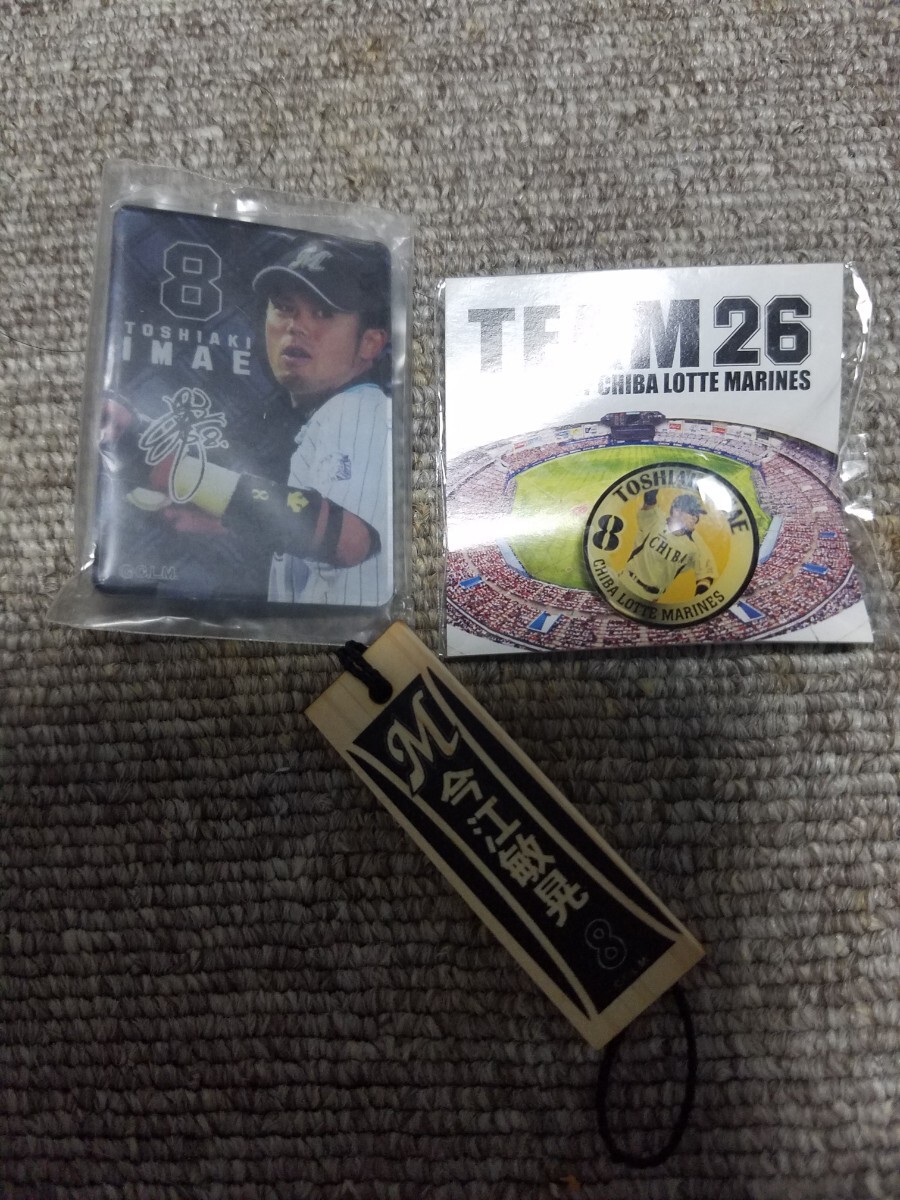 8
TOSHIAKI
IMAE
© C.L.M.
TEAM 26
CHIBA LOTTE MARINES
TOSHIAKI IMAE
8
CHIBA
CHIBA LOTTE MARINES
M
今江敏晃
8
C.L.M